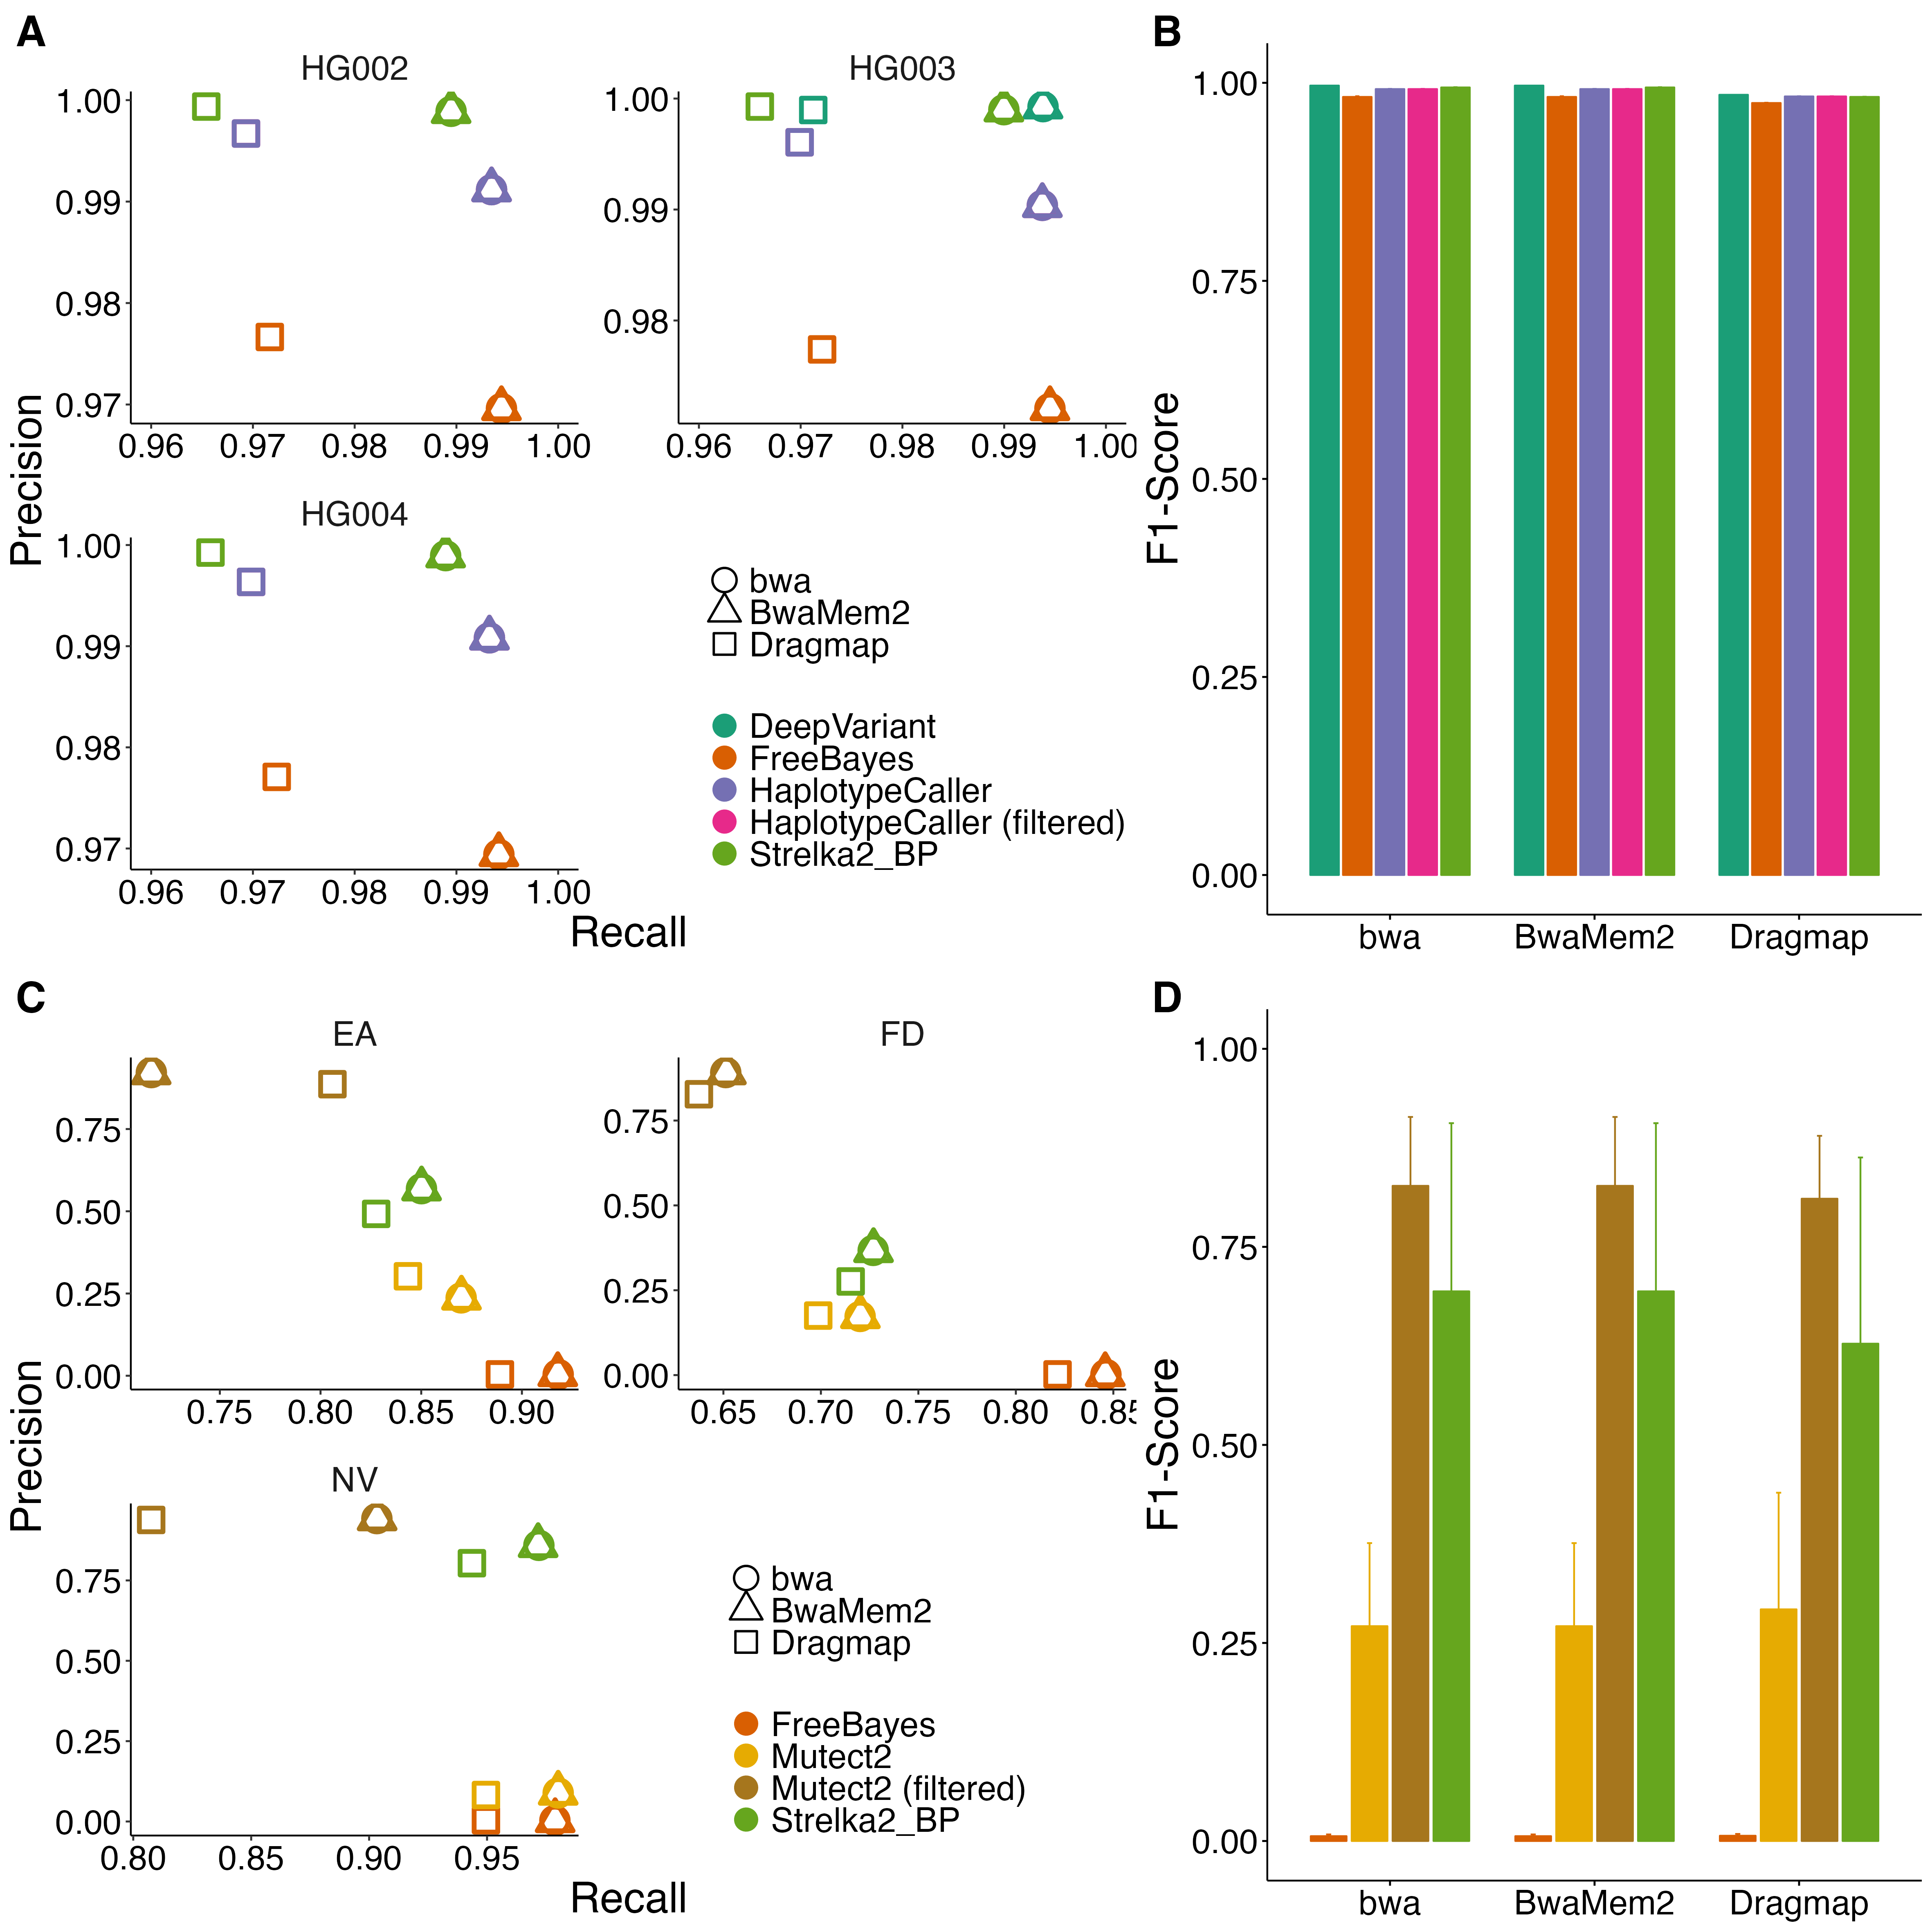 A
HG002
1.00
0.99
0.98
0.97
0.96 0.97 0.98 0.99 1.00
HG003
1.00
0.99
0.98
0.96 0.97 0.98 0.99 1.00
HG004
1.00
0.99
0.98
0.97
0.96 0.97 0.98 0.99 1.00
Precision
Recall
bwa
BwaMem2
Dragmap
DeepVariant
FreeBayes
HaplotypeCaller
HaplotypeCaller (filtered)
Strelka2_BP
B
F1-Score
1.00
0.75
0.50
0.25
0.00
bwa BwaMem2 Dragmap
C
EA
0.75
0.50
0.25
0.00
0.75 0.80 0.85 0.90
FD
0.75
0.50
0.25
0.00
0.65 0.70 0.75 0.80 0.85
NV
0.75
0.50
0.25
0.00
0.80 0.85 0.90 0.95
Precision
Recall
bwa
BwaMem2
Dragmap
FreeBayes
Mutect2
Mutect2 (filtered)
Strelka2_BP
D
F1-Score
1.00
0.75
0.50
0.25
0.00
bwa BwaMem2 Dragmap